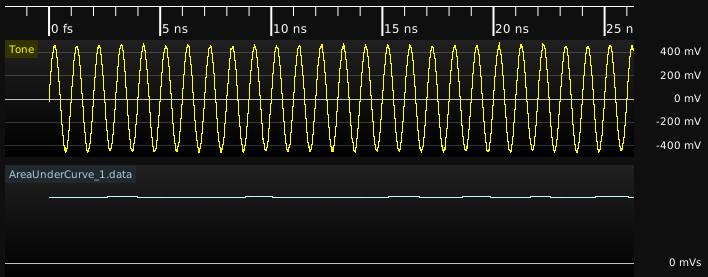 0 fs 5 ns 10 ns 15 ns 20 ns 25 n
Tone
400 mV
200 mV
0 mV
-200 mV
-400 mV
AreaUnderCurve_1.data
0 mVs